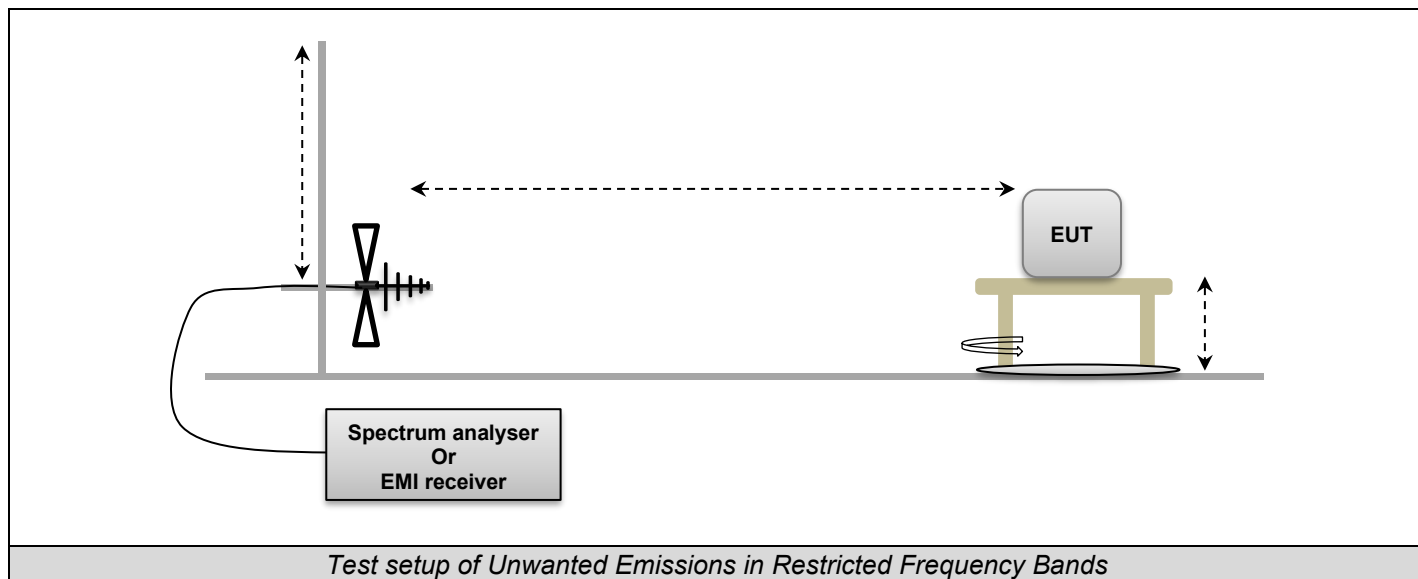 EUT
Spectrum analyser
Or
EMI receiver
Test setup of Unwanted Emissions in Restricted Frequency Bands